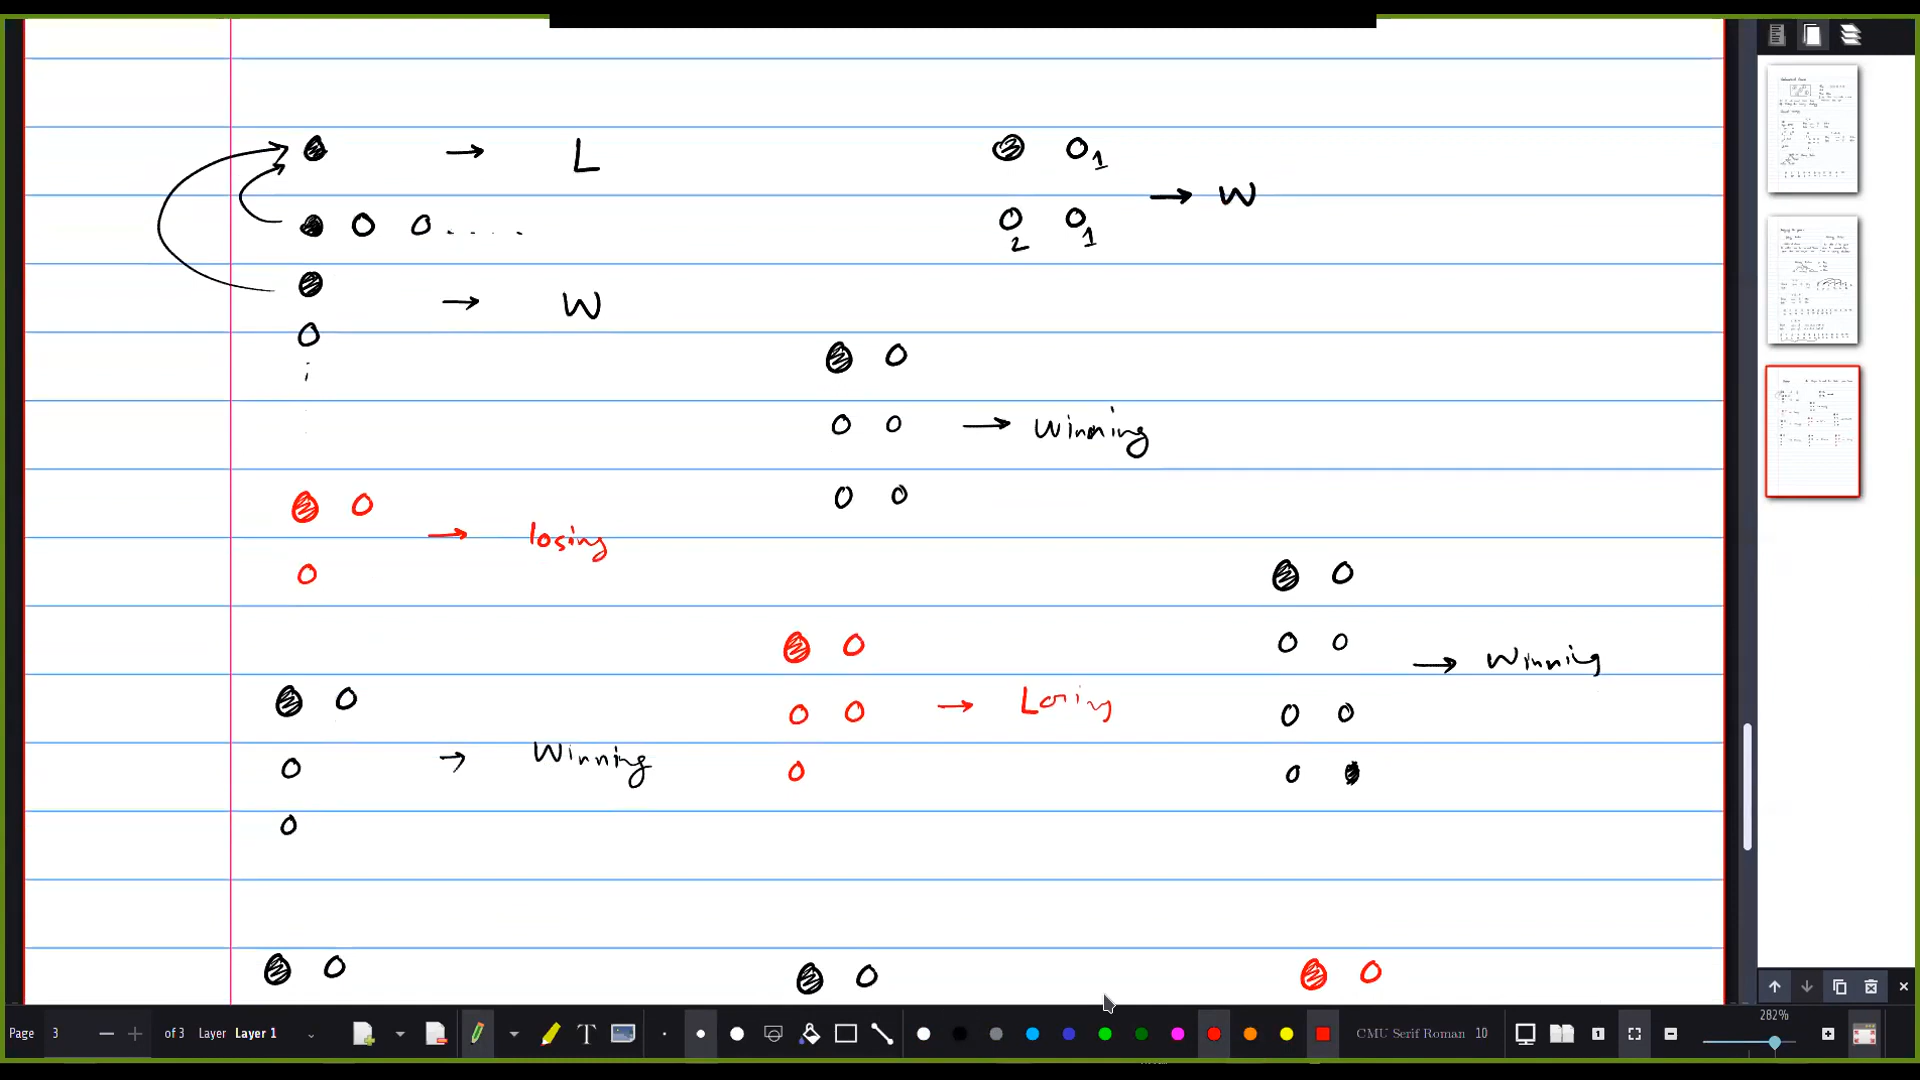 → L
1
→ W
2 1
→ W
→ Winning
→ losing
→ Winning
→ Losing
→ Winning
Page 3 of 3 Layer Layer 1 T CMU Serif Roman 10 1 282%